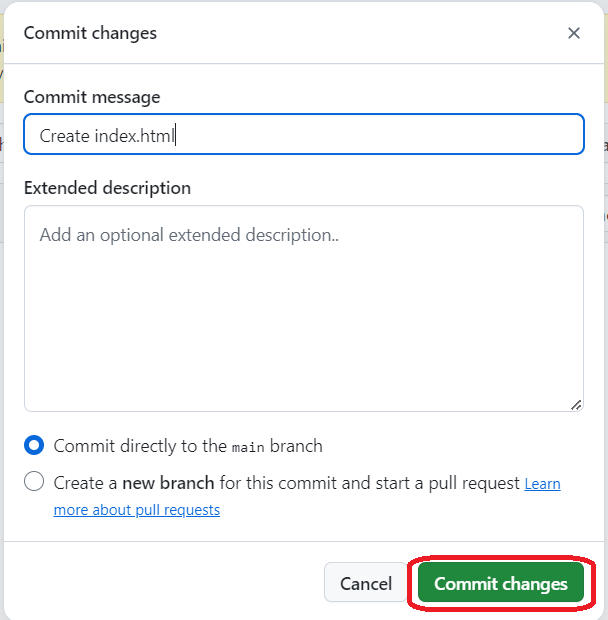 Commit changes
Commit message
Create index.html
Extended description
Add an optional extended description..
Commit directly to the main branch
Create a new branch for this commit and start a pull request Learn
more about pull requests
Cancel
Commit changes